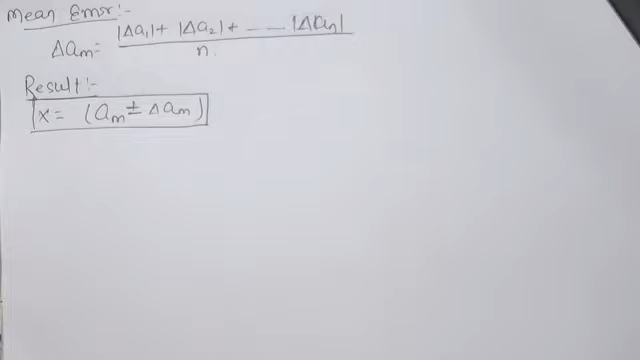 Mean Error:-
Δam = |Δa1| + |Δa2| + -- -- |Δan|
n
Result:-
x = (am ± Δam)